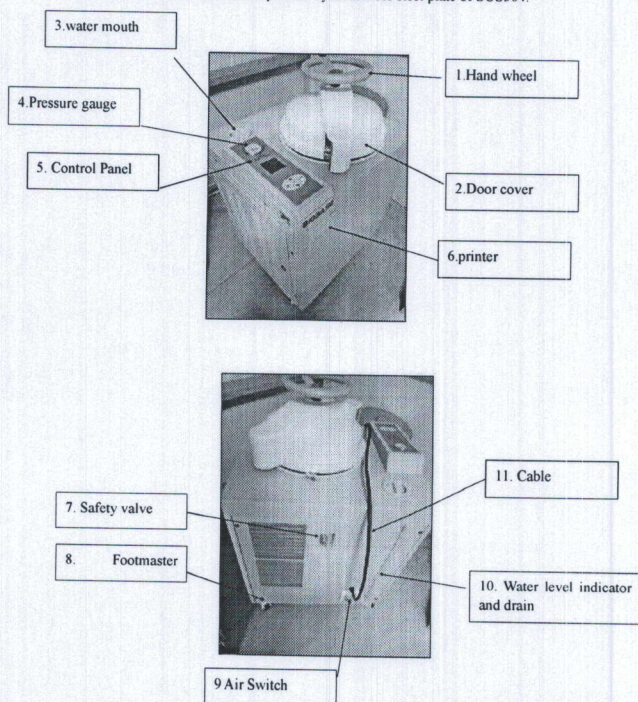 3.water mouth
1.Hand wheel
4.Pressure gauge
5. Control Panel
2.Door cover
6.printer
7. Safety valve
11. Cable
8. Footmaster
10. Water level indicator
and drain
9 Air Switch